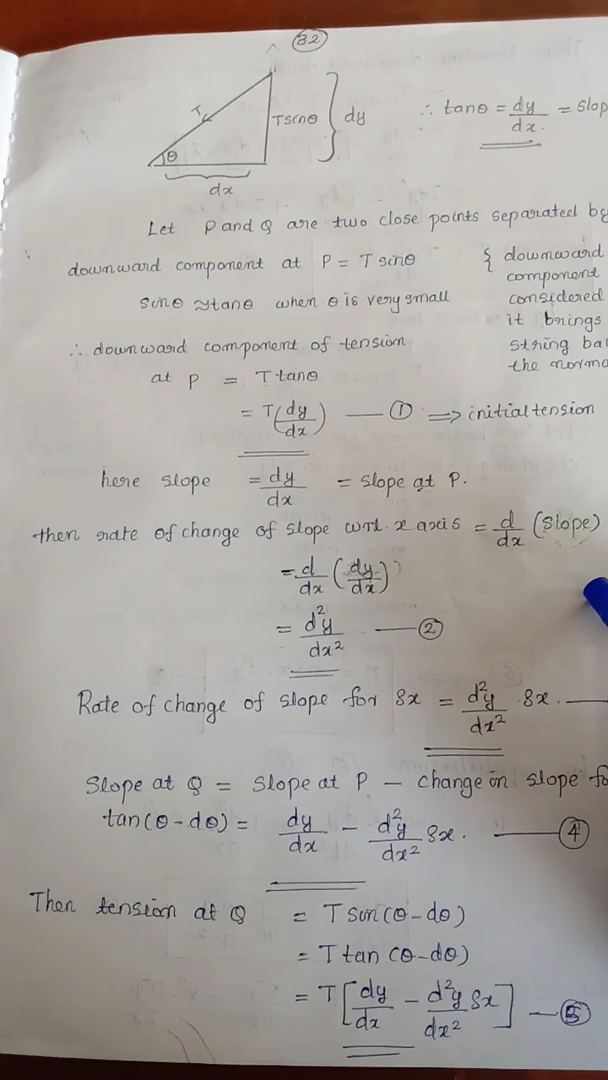 32
T
Tsinθ
dy
θ
dx
∴ tanθ = dy/dx = slop
Let P and Q are two close points separated by
downward component at P = T sinθ
{ downward
component
considered
it brings
string ba
the norma
sinθ ≈ tanθ when θ is very small
∴ downward component of tension
at P = T tanθ
= T(dy/dx) — ① ⇒ initial tension
here slope = dy/dx = slope at P.
then rate of change of slope wrt x axis = d/dx (slope)
= d/dx (dy/dx)
= d²y/dx² — ②
Rate of change of slope for δx = d²y/dx² δx. —
Slope at Q = slope at P - change in slope fo
tan(θ-dθ) = dy/dx - d²y/dx² δx. — ④
Then tension at Q = T sin(θ-dθ)
= T tan(θ-dθ)
= T[dy/dx - d²y/dx² δx] — ⑤